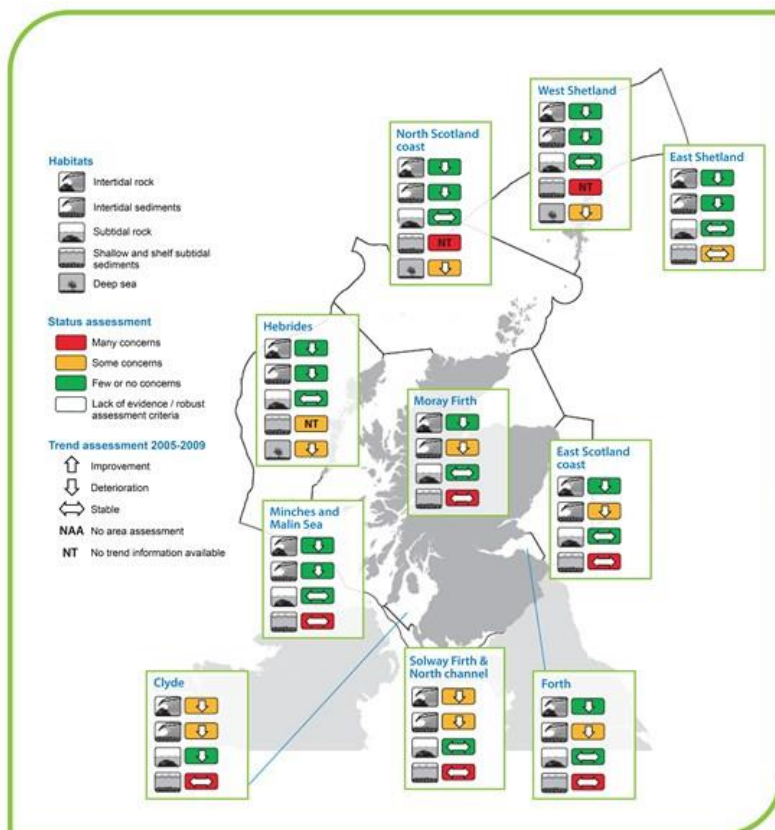 West Shetland
NT
North Scotland
coast
NT
East Shetland
Habitats
Intertidal rock
Intertidal sediments
Subtidal rock
Shallow and shelf subtidal
sediments
Deep sea
Status assessment
Many concerns
Some concerns
Few or no concerns
Lack of evidence / robust
assessment criteria
Trend assessment 2005-2009
Improvement
Deterioration
Stable
NAA No area assessment
NT No trend information available
Hebrides
NT
Moray Firth
East Scotland
coast
Minches and
Malin Sea
Clyde
Solway Firth &
North channel
Forth